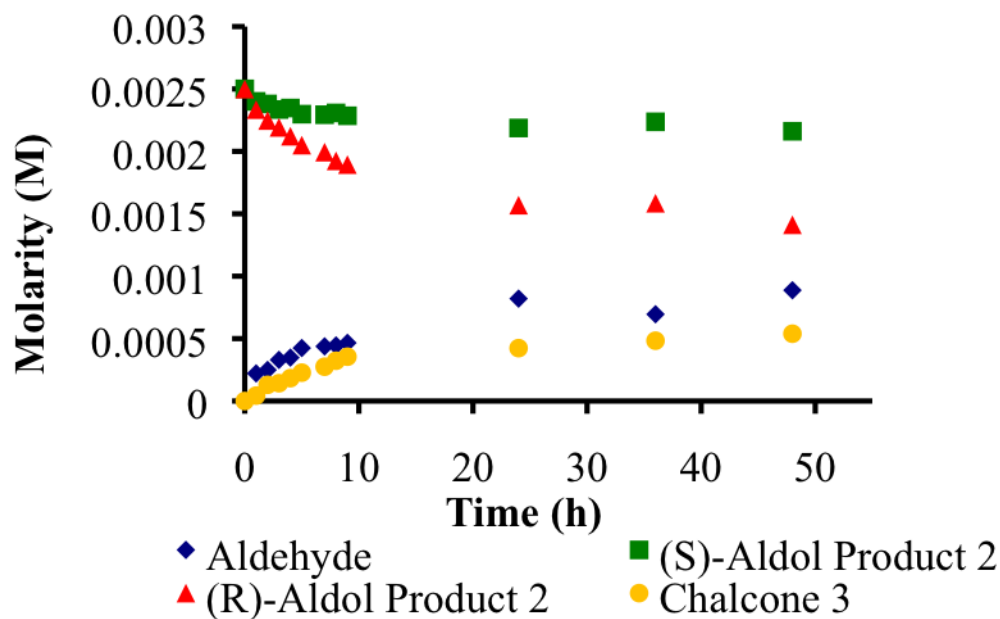 0.003
0.0025
0.002
0.0015
0.001
0.0005
0
Molarity (M)
0 10 20 30 40 50
Time (h)
Aldehyde (S)-Aldol Product 2
(R)-Aldol Product 2 Chalcone 3